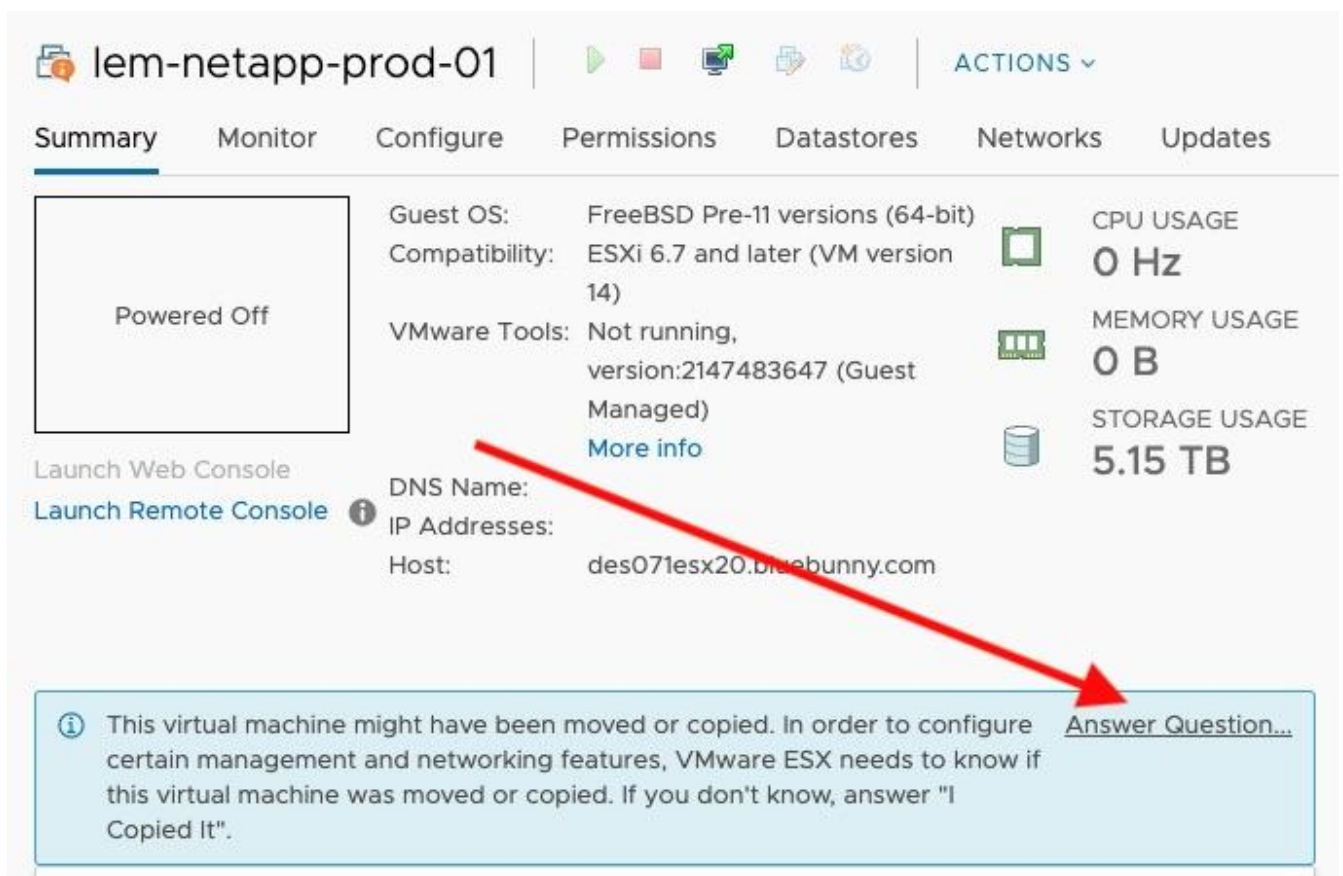 lem-netapp-prod-01
ACTIONS
Summary Monitor Configure Permissions Datastores Networks Updates
Powered Off
Launch Web Console
Launch Remote Console
Guest OS: FreeBSD Pre-11 versions (64-bit)
Compatibility: ESXi 6.7 and later (VM version
14)
VMware Tools: Not running,
version:2147483647 (Guest
Managed)
More info
DNS Name:
IP Addresses:
Host: des071esx20.bluebunny.com
CPU USAGE
0 Hz
MEMORY USAGE
0 B
STORAGE USAGE
5.15 TB
This virtual machine might have been moved or copied. In order to configure
certain management and networking features, VMware ESX needs to know if
this virtual machine was moved or copied. If you don't know, answer "I
Copied It".
Answer Question...